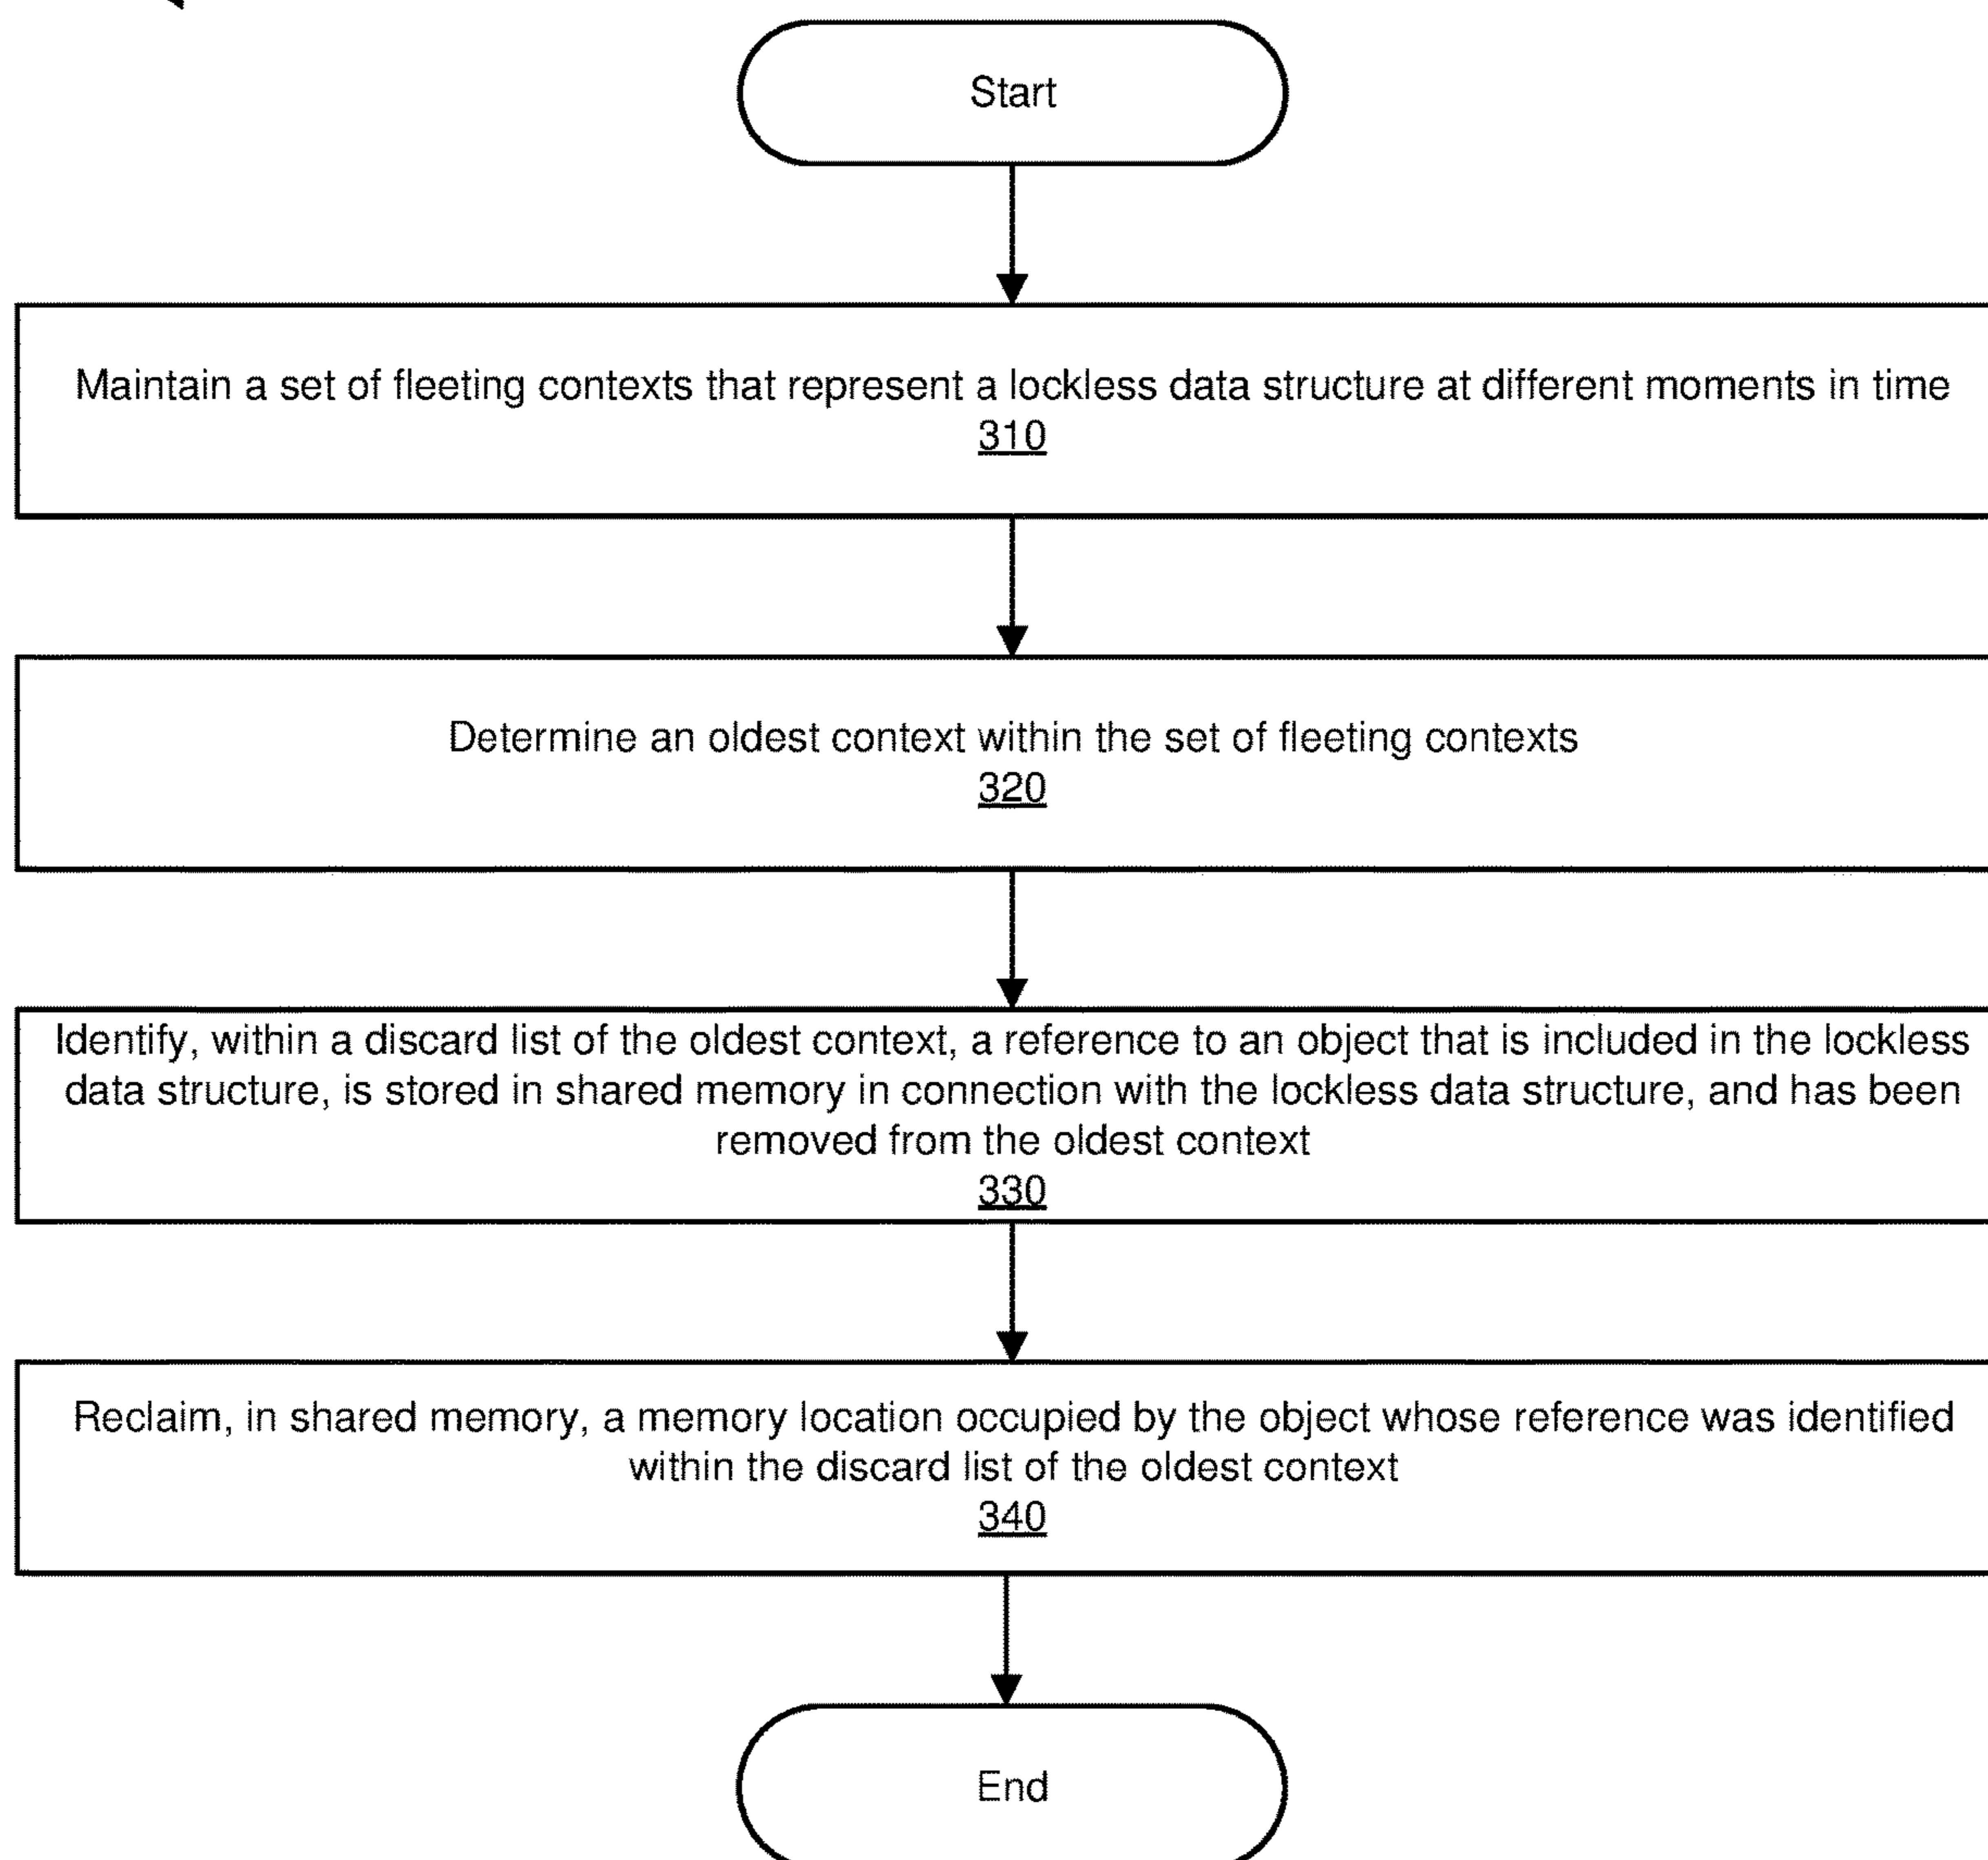 Start
Maintain a set of fleeting contexts that represent a lockless data structure at different moments in time
310
Determine an oldest context within the set of fleeting contexts
320
Identify, within a discard list of the oldest context, a reference to an object that is included in the lockless
data structure, is stored in shared memory in connection with the lockless data structure, and has been
removed from the oldest context
330
Reclaim, in shared memory, a memory location occupied by the object whose reference was identified
within the discard list of the oldest context
340
End